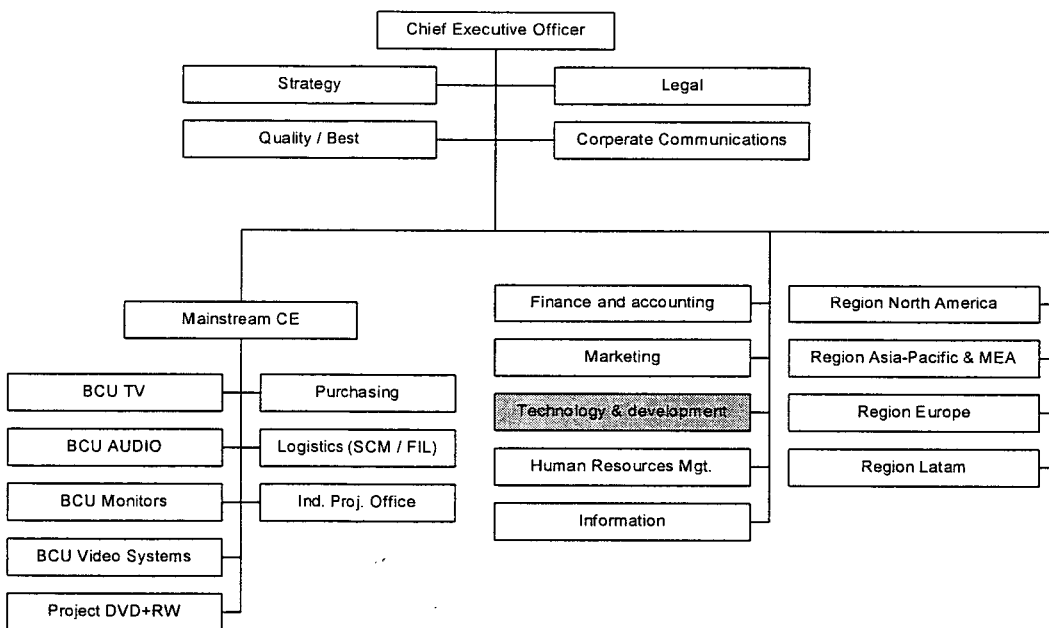 Chief Executive Officer
Strategy
Legal
Quality / Best
Corperate Communications
Mainstream CE
BCU TV
Purchasing
BCU AUDIO
Logistics (SCM / FIL)
BCU Monitors
Ind. Proj. Office
BCU Video Systems
Project DVD+RW
Finance and accounting
Marketing
Technology & development
Human Resources Mgt.
Information
Region North America
Region Asia-Pacific & MEA
Region Europe
Region Latam